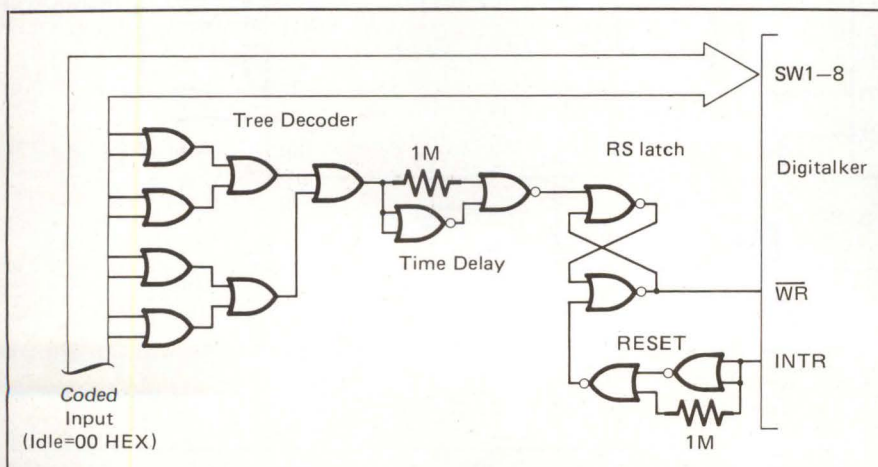 SW1–8
Tree Decoder
1M
RS latch
Digitalker
Time Delay
WR
RESET
INTR
1M
Coded
Input
(Idle=00 HEX)